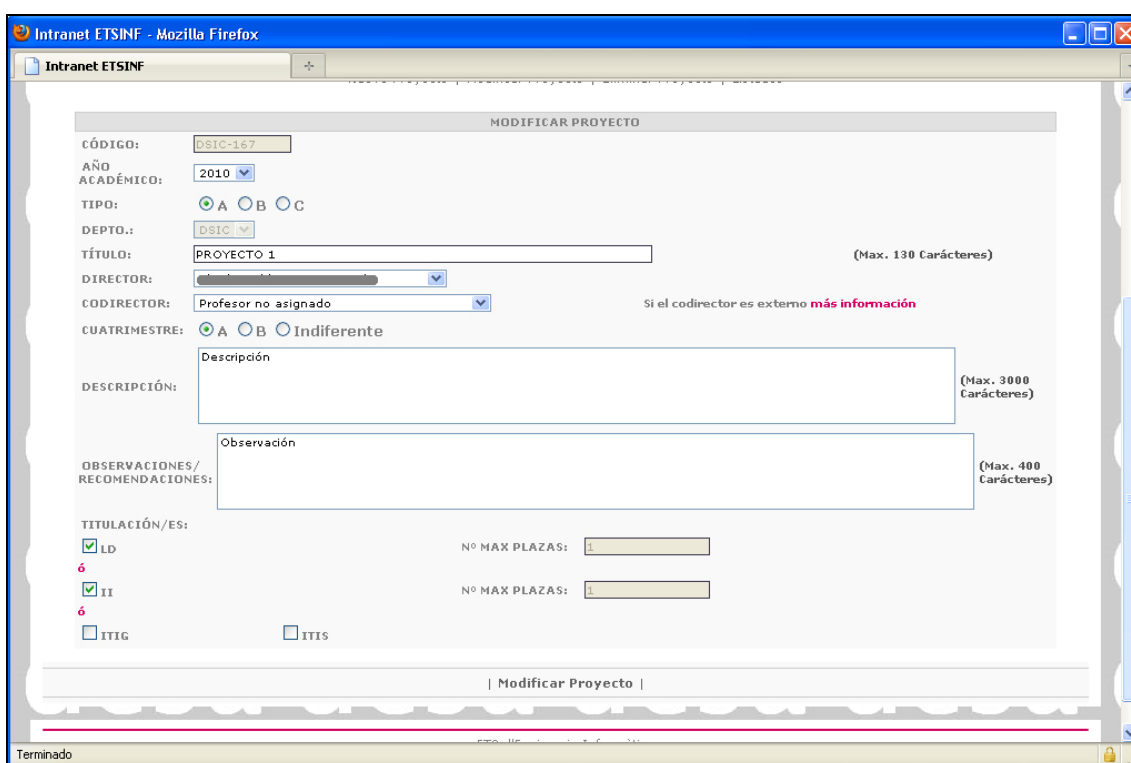 Intranet ETSINF - Mozilla Firefox
Intranet ETSINF
MODIFICAR PROYECTO
CÓDIGO: DSIC-167
AÑO ACADÉMICO: 2010
TIPO: A B C
DEPTO.: DSIC
TÍTULO: PROYECTO 1 (Max. 130 Carácteres)
DIRECTOR:
CODIRECTOR: Profesor no asignado Si el codirector es externo más información
CUATRIMESTRE: A B Indiferente
DESCRIPCIÓN: Descripción (Max. 3000 Carácteres)
OBSERVACIONES/ RECOMENDACIONES: Observación (Max. 400 Carácteres)
TITULACIÓN/ES:
LD Nº MAX PLAZAS: 1
ó
II Nº MAX PLAZAS: 1
ó
ITIG ITIS
| Modificar Proyecto |
Terminado